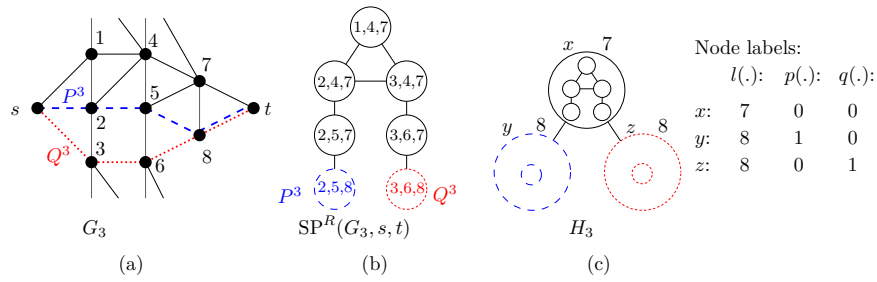 1
4
7
s
P³
2
5
t
Q³
3
6
8
G₃
(a)
1,4,7
2,4,7
3,4,7
2,5,7
3,6,7
P³
2,5,8
3,6,8
Q³
SPᴿ(G₃, s, t)
(b)
x
7
y
8
z
8
H₃
(c)
Node labels:
l(.): p(.): q(.):
x: 7 0 0
y: 8 1 0
z: 8 0 1